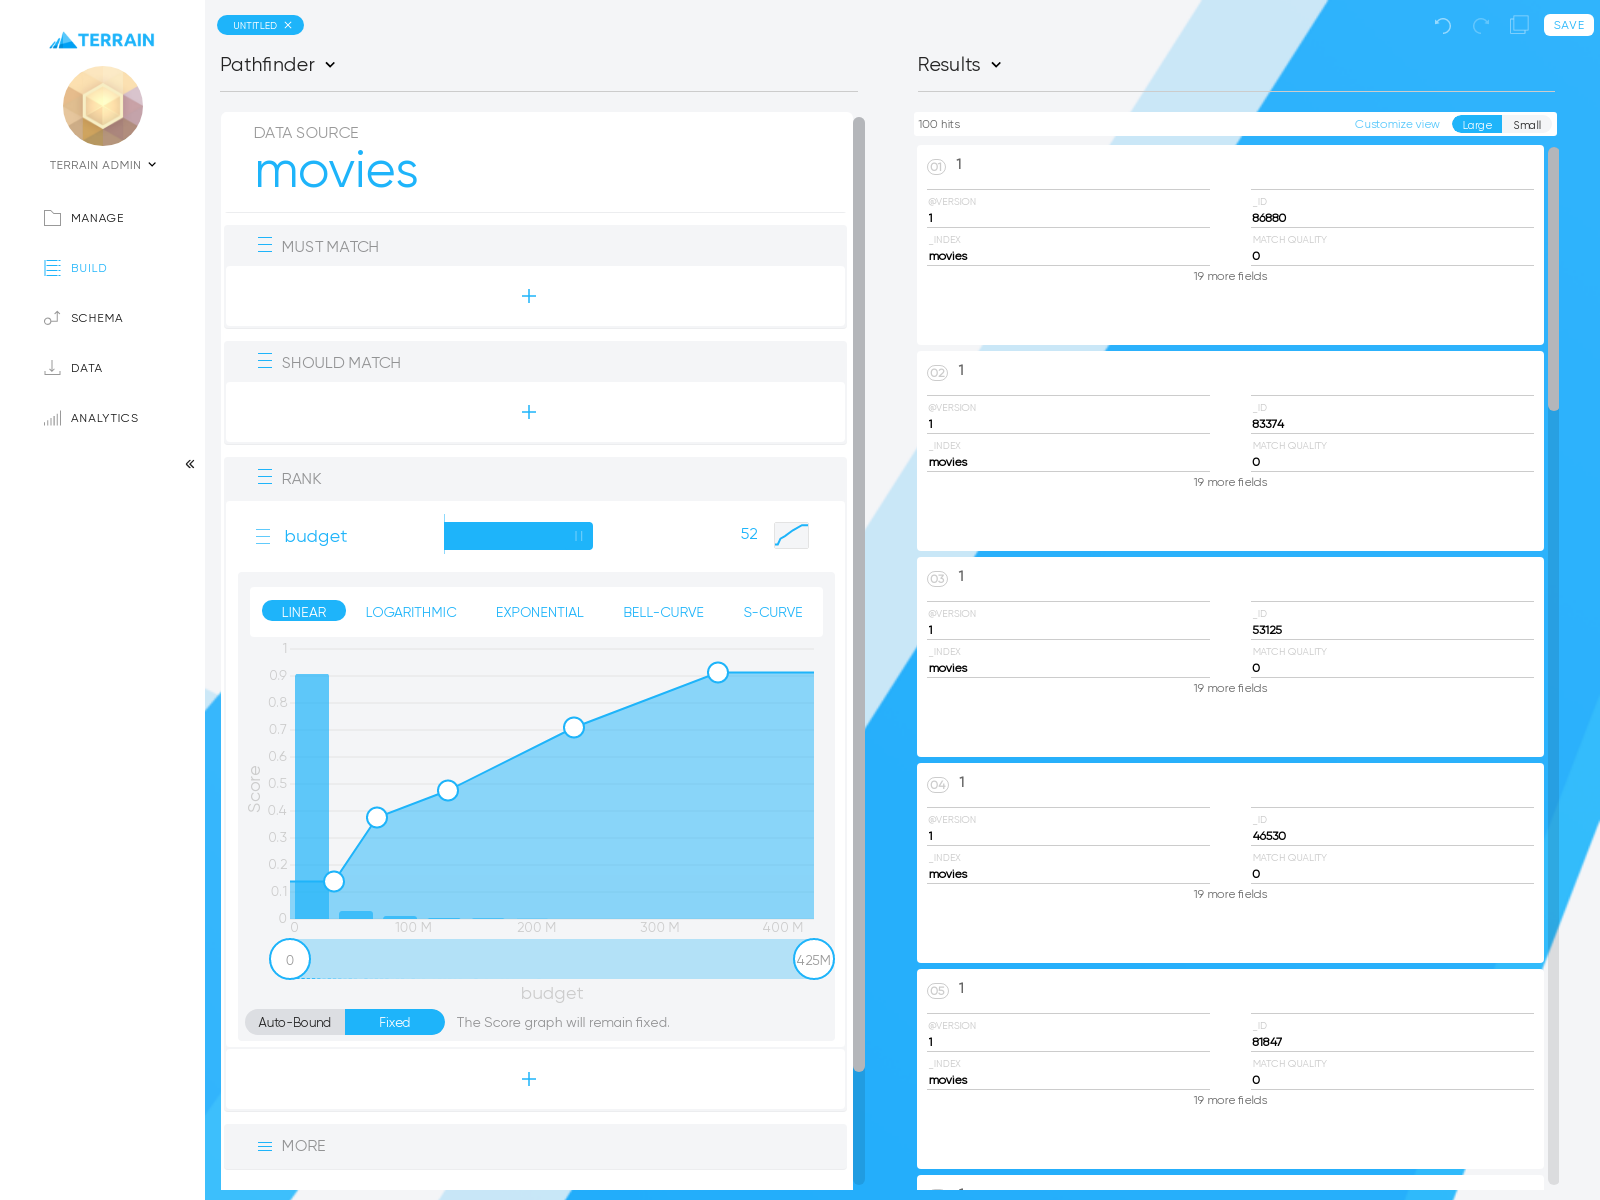 TERRAIN
TERRAIN ADMIN
MANAGE
BUILD
SCHEMA
DATA
ANALYTICS
UNTITLED
Pathfinder
DATA SOURCE
movies
MUST MATCH
+
SHOULD MATCH
+
RANK
budget
52
LINEAR LOGARITHMIC EXPONENTIAL BELL-CURVE S-CURVE
1
0.9
0.8
0.7
0.6
0.5
0.4
0.3
0.2
0.1
0
Score
0 100 M 200 M 300 M 400 M
0 425M
budget
Auto-Bound Fixed The Score graph will remain fixed.
+
MORE
SAVE
Results
100 hits Customize view Large Small
01 1
@VERSION _ID
1 86880
_INDEX MATCH QUALITY
movies 0
19 more fields
02 1
@VERSION _ID
1 83374
_INDEX MATCH QUALITY
movies 0
19 more fields
03 1
@VERSION _ID
1 53125
_INDEX MATCH QUALITY
movies 0
19 more fields
04 1
@VERSION _ID
1 46530
_INDEX MATCH QUALITY
movies 0
19 more fields
05 1
@VERSION _ID
1 81847
_INDEX MATCH QUALITY
movies 0
19 more fields